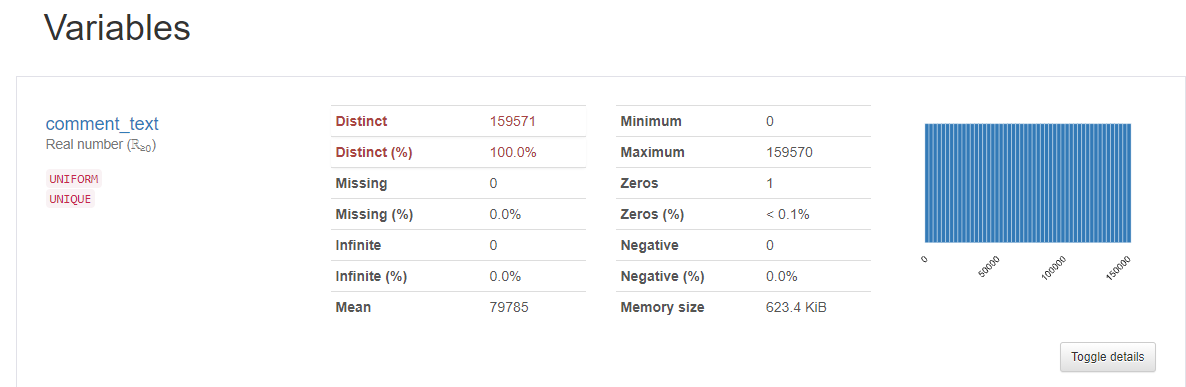 Variables
comment_text
Real number (ℝ≥0)
UNIFORM
UNIQUE
Distinct 159571
Distinct (%) 100.0%
Missing 0
Missing (%) 0.0%
Infinite 0
Infinite (%) 0.0%
Mean 79785
Minimum 0
Maximum 159570
Zeros 1
Zeros (%) < 0.1%
Negative 0
Negative (%) 0.0%
Memory size 623.4 KiB
0 50000 100000 150000
Toggle details